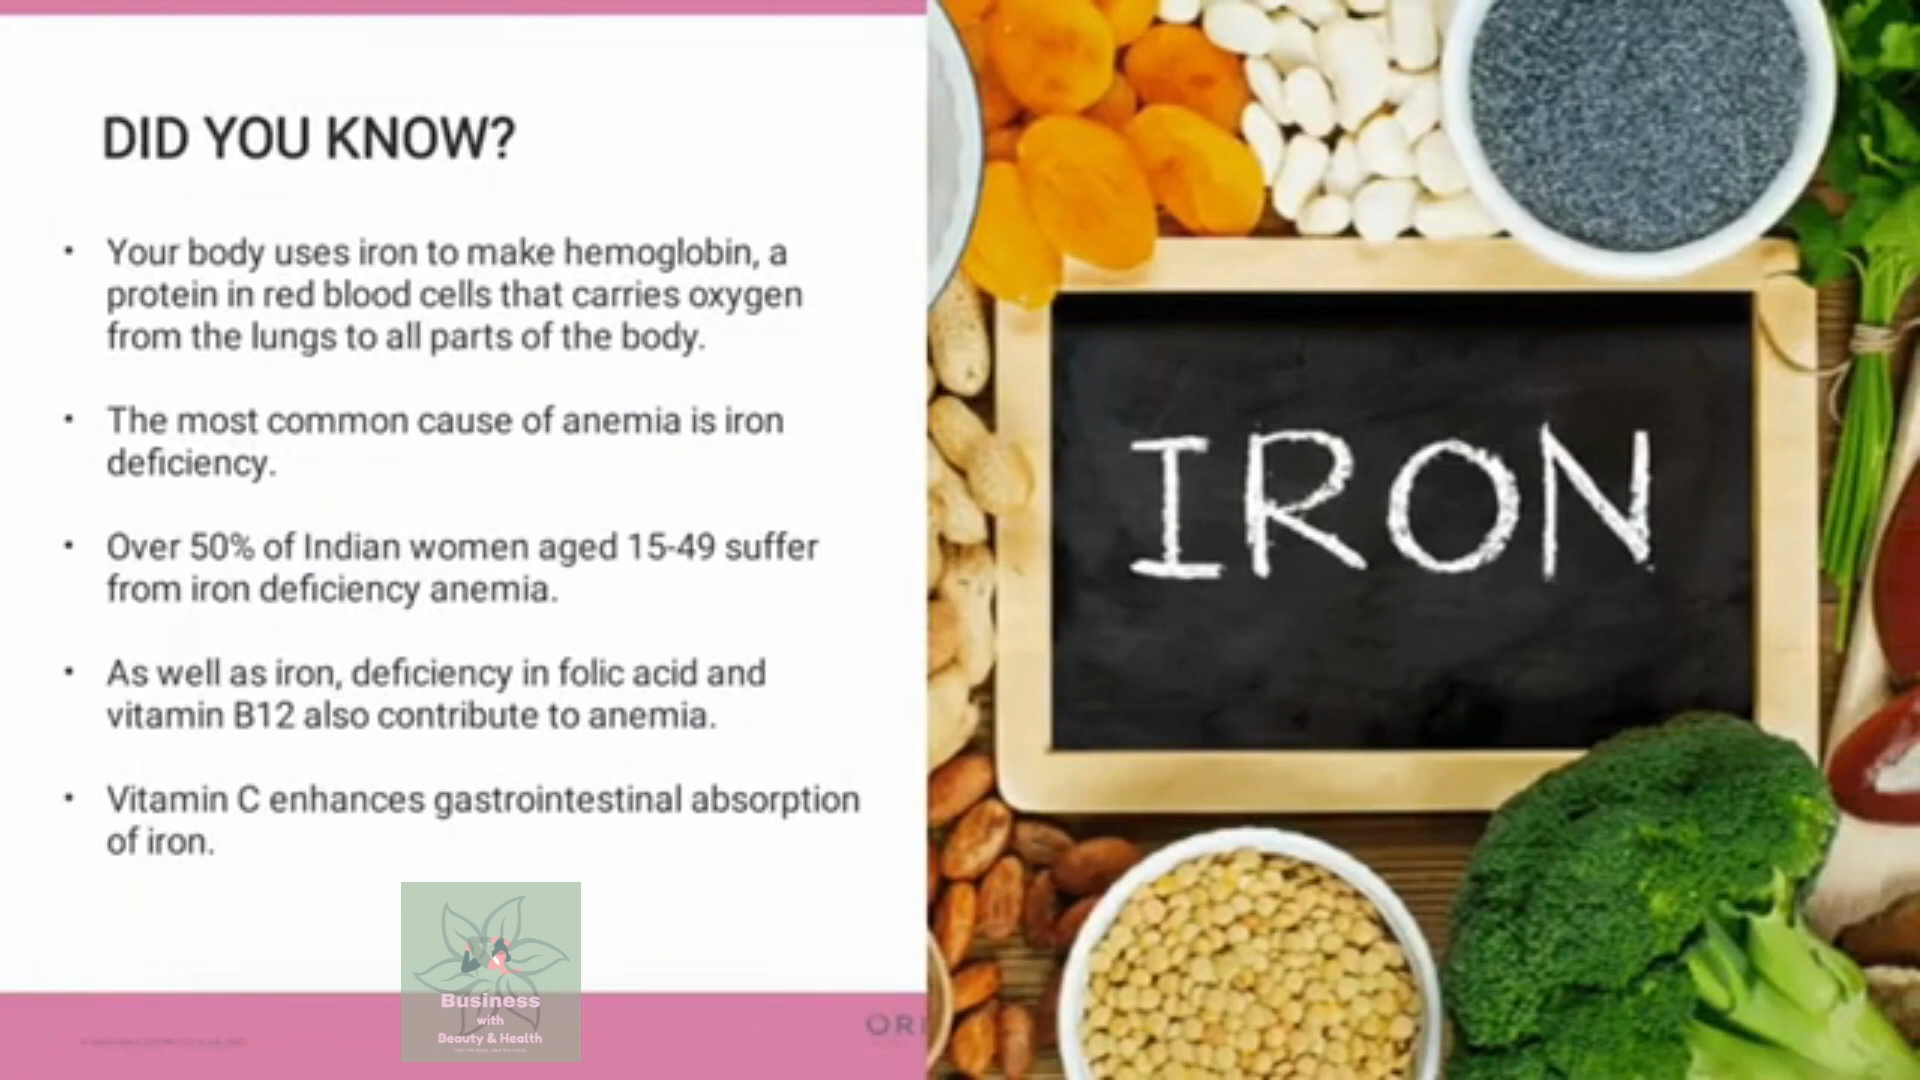 DID YOU KNOW?
• Your body uses iron to make hemoglobin, a
protein in red blood cells that carries oxygen
from the lungs to all parts of the body.
• The most common cause of anemia is iron
deficiency.
• Over 50% of Indian women aged 15-49 suffer
from iron deficiency anemia.
• As well as iron, deficiency in folic acid and
vitamin B12 also contribute to anemia.
• Vitamin C enhances gastrointestinal absorption
of iron.
IRON
Business
with
Beauty & Health
ORI